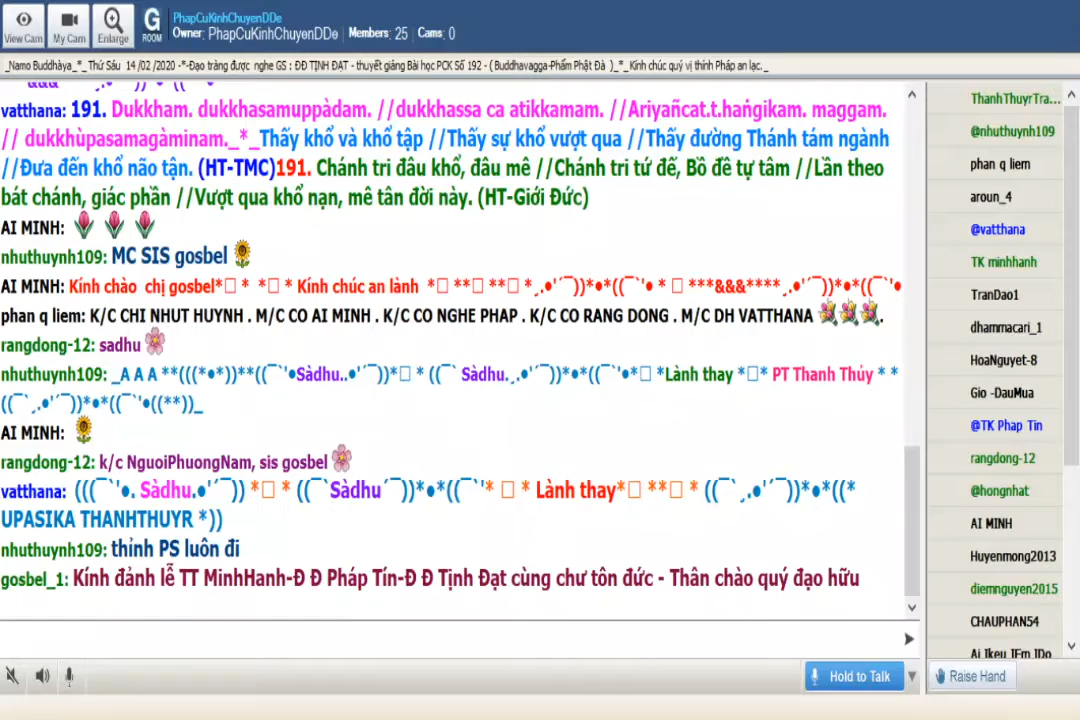 PhapCuKinhChuyenDDe
Owner: PhapCuKinhChuyenDDe Members: 25 Cams: 0
View Cam My Cam Enlarge G ROOM
_Namo Buddhàya_*_ Thứ Sáu 14 /02 /2020 -*-Đạo tràng được nghe GS : ĐĐ TỊNH ĐẠT - thuyết giảng Bài học PCK Số 192 - ( Buddhavagga-Phẩm Phật Đà )_*_ Kính chúc quý vị thính Pháp an lạc._
vatthana: 191. Dukkham. dukkhasamuppàdam. //dukkhassa ca atikkamam. //Ariyañcat.t.haṅgikam. maggam.
// dukkhùpasamagàminam._*_Thấy khổ và khổ tập //Thấy sự khổ vượt qua //Thấy đường Thánh tám ngành
//Đưa đến khổ não tận. (HT-TMC)191. Chánh tri đâu khổ, đâu mê //Chánh tri tứ đế, Bồ đề tự tâm //Lần theo
bát chánh, giác phần //Vượt qua khổ nạn, mê tân đời này. (HT-Giới Đức)
AI MINH:
nhuthuynh109: MC SIS gosbel
AI MINH: Kính chào chị gosbel*□ * *□ * Kính chúc an lành *□ **□ **□ *¸.•'´¯))*•*((¯`'• * □ ***&&&****¸.•'´¯))*•*((¯`'•
phan q liem: K/C CHI NHUT HUYNH . M/C CO AI MINH . K/C CO NGHE PHAP . K/C CO RANG DONG . M/C DH VATTHANA .
rangdong-12: sadhu
nhuthuynh109: _A A A **(((*•*))**((¯`'•Sàdhu..•'´¯))*□ * ((¯` Sàdhu.¸.•'´¯))*•*((¯`'•*□ *Lành thay *□* PT Thanh Thủy * *
((¯`¸.•'´¯))*•*((¯`'•((**))_
AI MINH:
rangdong-12: k/c NguoiPhuongNam, sis gosbel
vatthana: (((¯`'•. Sàdhu.•'´¯)) *□ * ((¯`Sàdhu´¯))*•*((¯`'* □ * Lành thay*□ **□ * ((¯`¸.•'´¯))*•*((*
UPASIKA THANHTHUYR *))
nhuthuynh109: thỉnh PS luôn đi
gosbel_1: Kính đảnh lễ TT MinhHanh-Đ Đ Pháp Tín-Đ Đ Tịnh Đạt cùng chư tôn đức - Thân chào quý đạo hữu
Hold to Talk
ThanhThuyrTra...
@nhuthuynh109
phan q liem
aroun_4
@vatthana
TK minhhanh
TranDao1
dhammacari_1
HoaNguyet-8
Gio -DauMua
@TK Phap Tin
rangdong-12
@hongnhat
AI MINH
Huyenmong2013
diemnguyen2015
CHAUPHAN54
Raise Hand